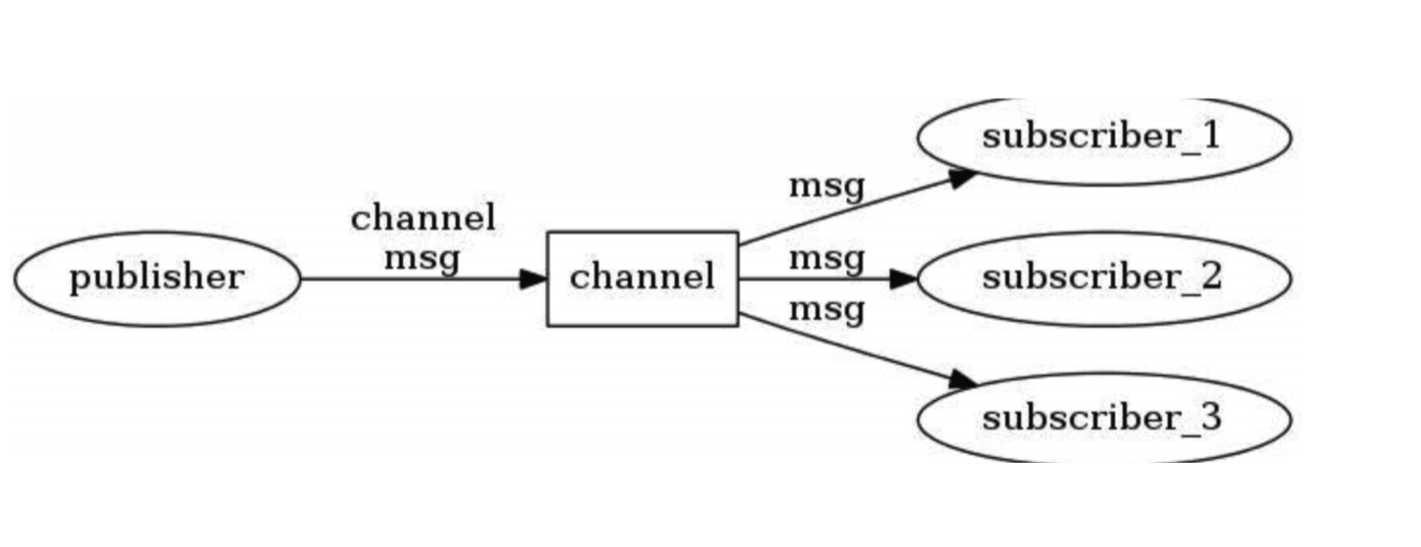 publisher
channel
msg
channel
msg
msg
msg
subscriber_1
subscriber_2
subscriber_3